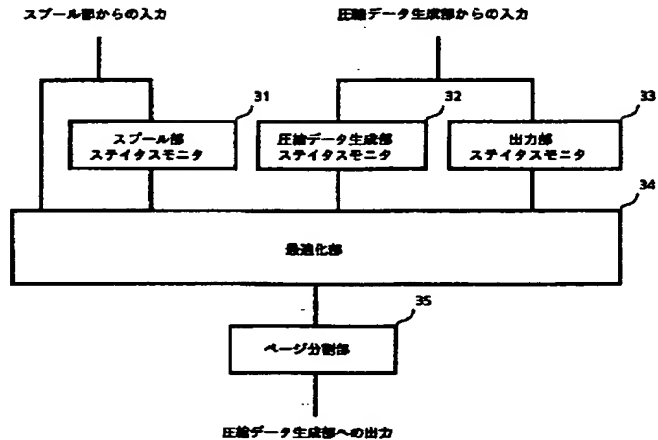 スプール部からの入力
圧縮データ生成部からの入力
31
32
33
スプール部
ステイタスモニタ
圧縮データ生成部
ステイタスモニタ
出力部
ステイタスモニタ
34
最適化部
35
ページ分割部
圧縮データ生成部への出力